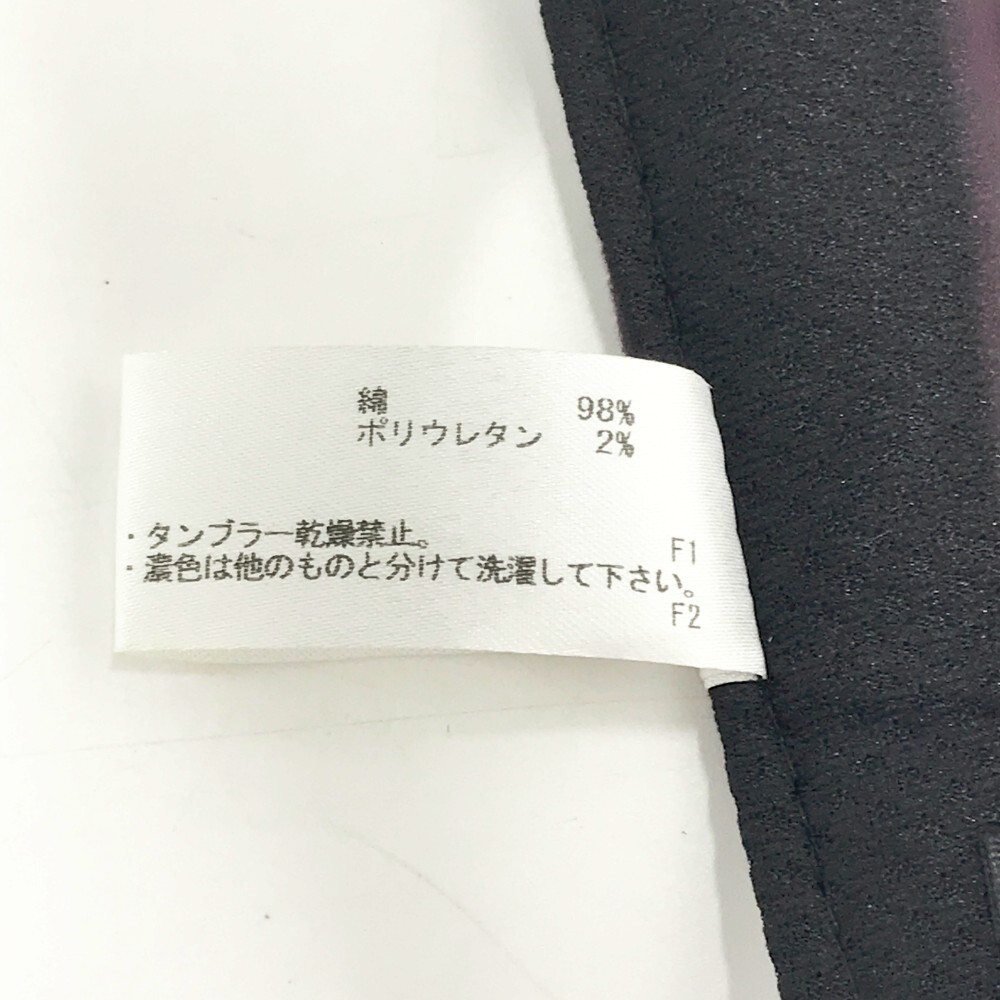 綿 98%
ポリウレタン 2%
・タンブラー乾燥禁止。 F1
・濃色は他のものと分けて洗濯して下さい。
F2